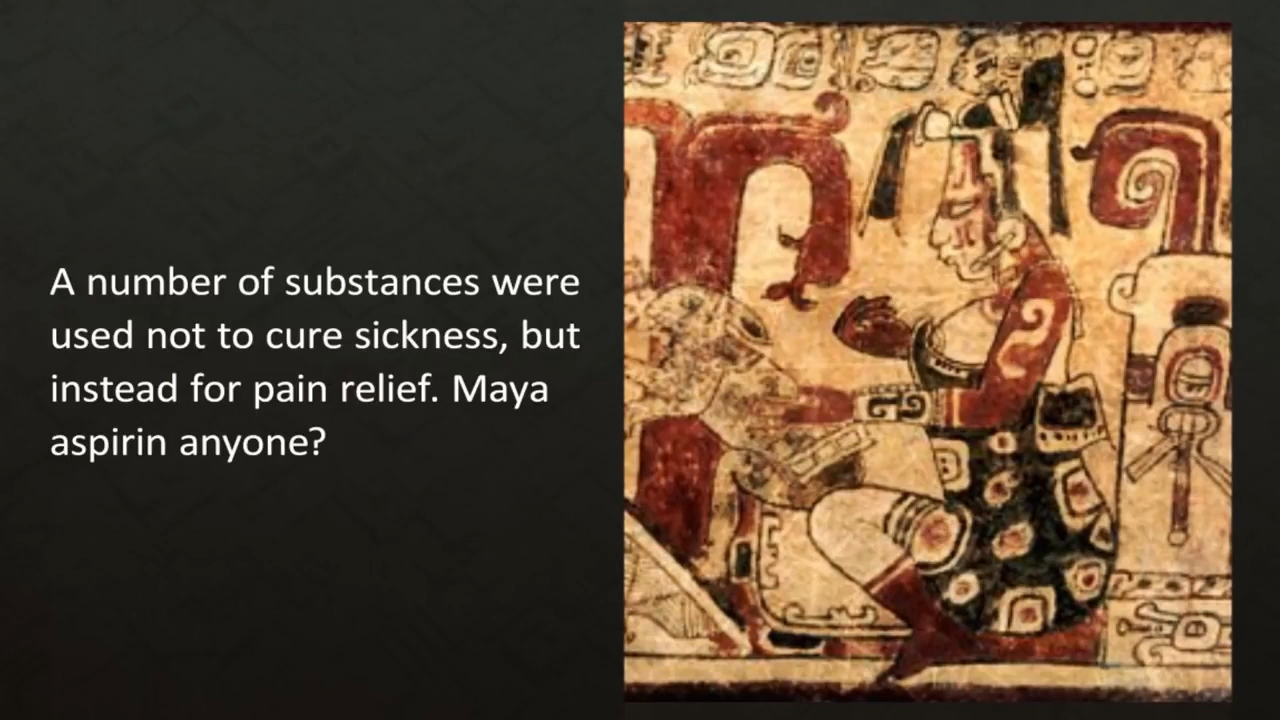 A number of substances were
used not to cure sickness, but
instead for pain relief. Maya
aspirin anyone?